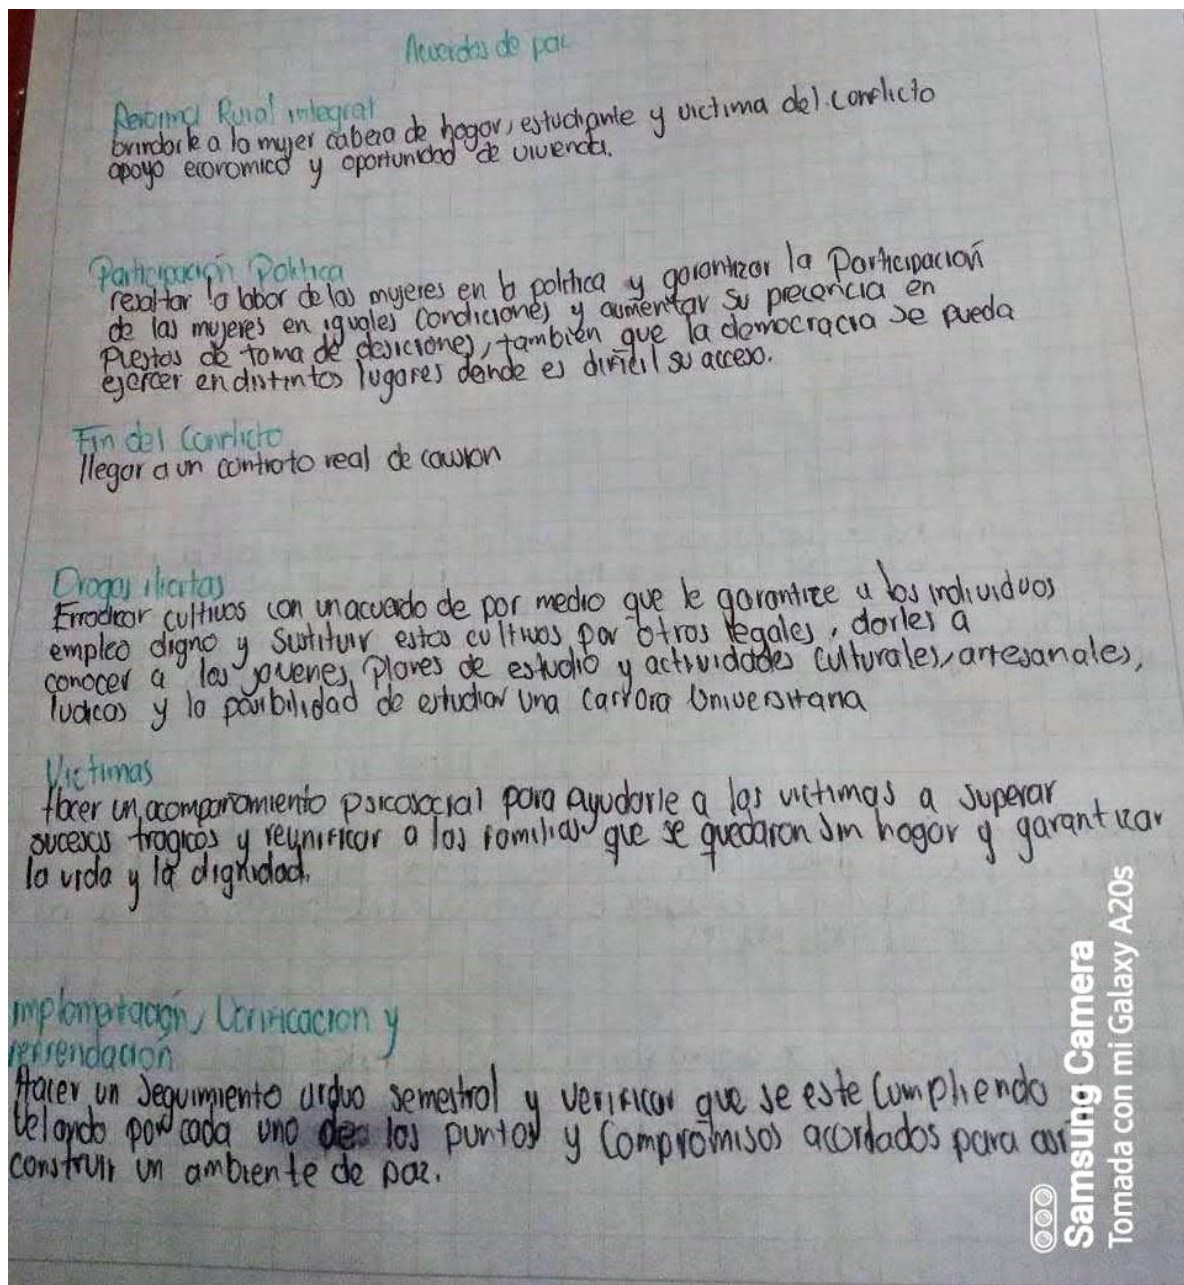 Acuerdos de paz
Reforma Rural integral
brindarle a la mujer cabeza de hogar, estudiante y victima del conflicto
apoyo economico y oportunidad de vivienda.
Participación Politica
resaltar la labor de las mujeres en la politica y garantizar la Participación
de las mujeres en iguales condiciones y aumentar su precencia en
Puestos de toma de desiciones, también que la democracia se pueda
ejercer en distintos lugares donde es dificil su acceso.
Fin del Conflicto
llegar a un contrato real de
Drogas ilicitas
Erradicar cultivos con un acuerdo de por medio que le garantize a los individuos
empleo digno y sustituir estos cultivos por otros legales, darles a
conocer a los jovenes, Planes de estudio y actividades culturales, artesanales,
ludicas y la posibilidad de estudiar una carrera Universitaria
Victimas
Hacer un acompañamiento psicosocial para ayudarle a las victimas a superar
sucesos tragicos y reunificar a las familias que se quedaron sin hogar y garantizar
la vida y la dignidad.
implementación, Verificacion y
refrendación
Hacer un Seguimiento arduo semestral y verificar que se este Cumpliendo
Velando por cada uno de los puntos y Compromisos acordados para asi
construir un ambiente de paz.
Samsung Camera
Tomada con mi Galaxy A20s